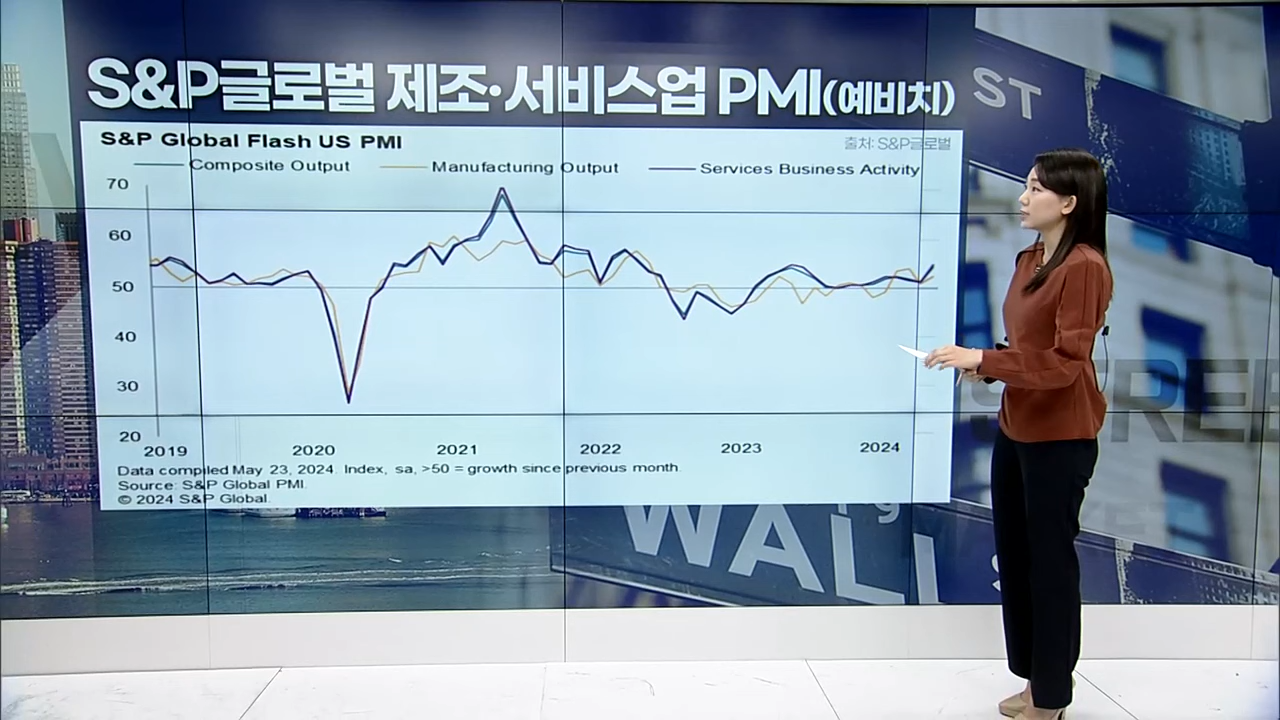 S&P글로벌 제조·서비스업 PMI(예비치)
S&P Global Flash US PMI
출처: S&P글로벌
Composite Output
Manufacturing Output
Services Business Activity
70
60
50
40
30
20
2019
2020
2021
2022
2023
2024
Data compiled May 23, 2024. Index, sa, >50 = growth since previous month.
Source: S&P Global PMI.
© 2024 S&P Global.
ST
WALL